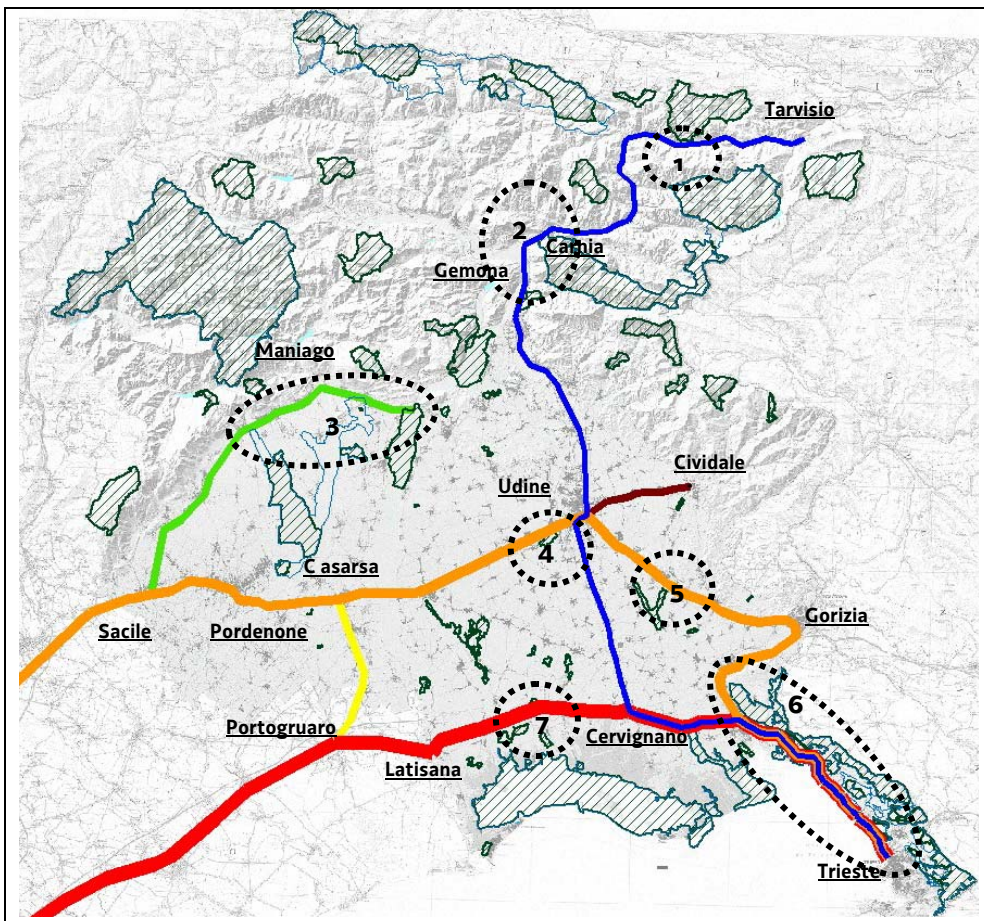 Tarvisio
1
2
Carnia
Gemona
Maniago
3
Cividale
Udine
4
C asarsa
5
Gorizia
Sacile
Pordenone
6
Portogruaro
7
Cervignano
Latisana
Trieste